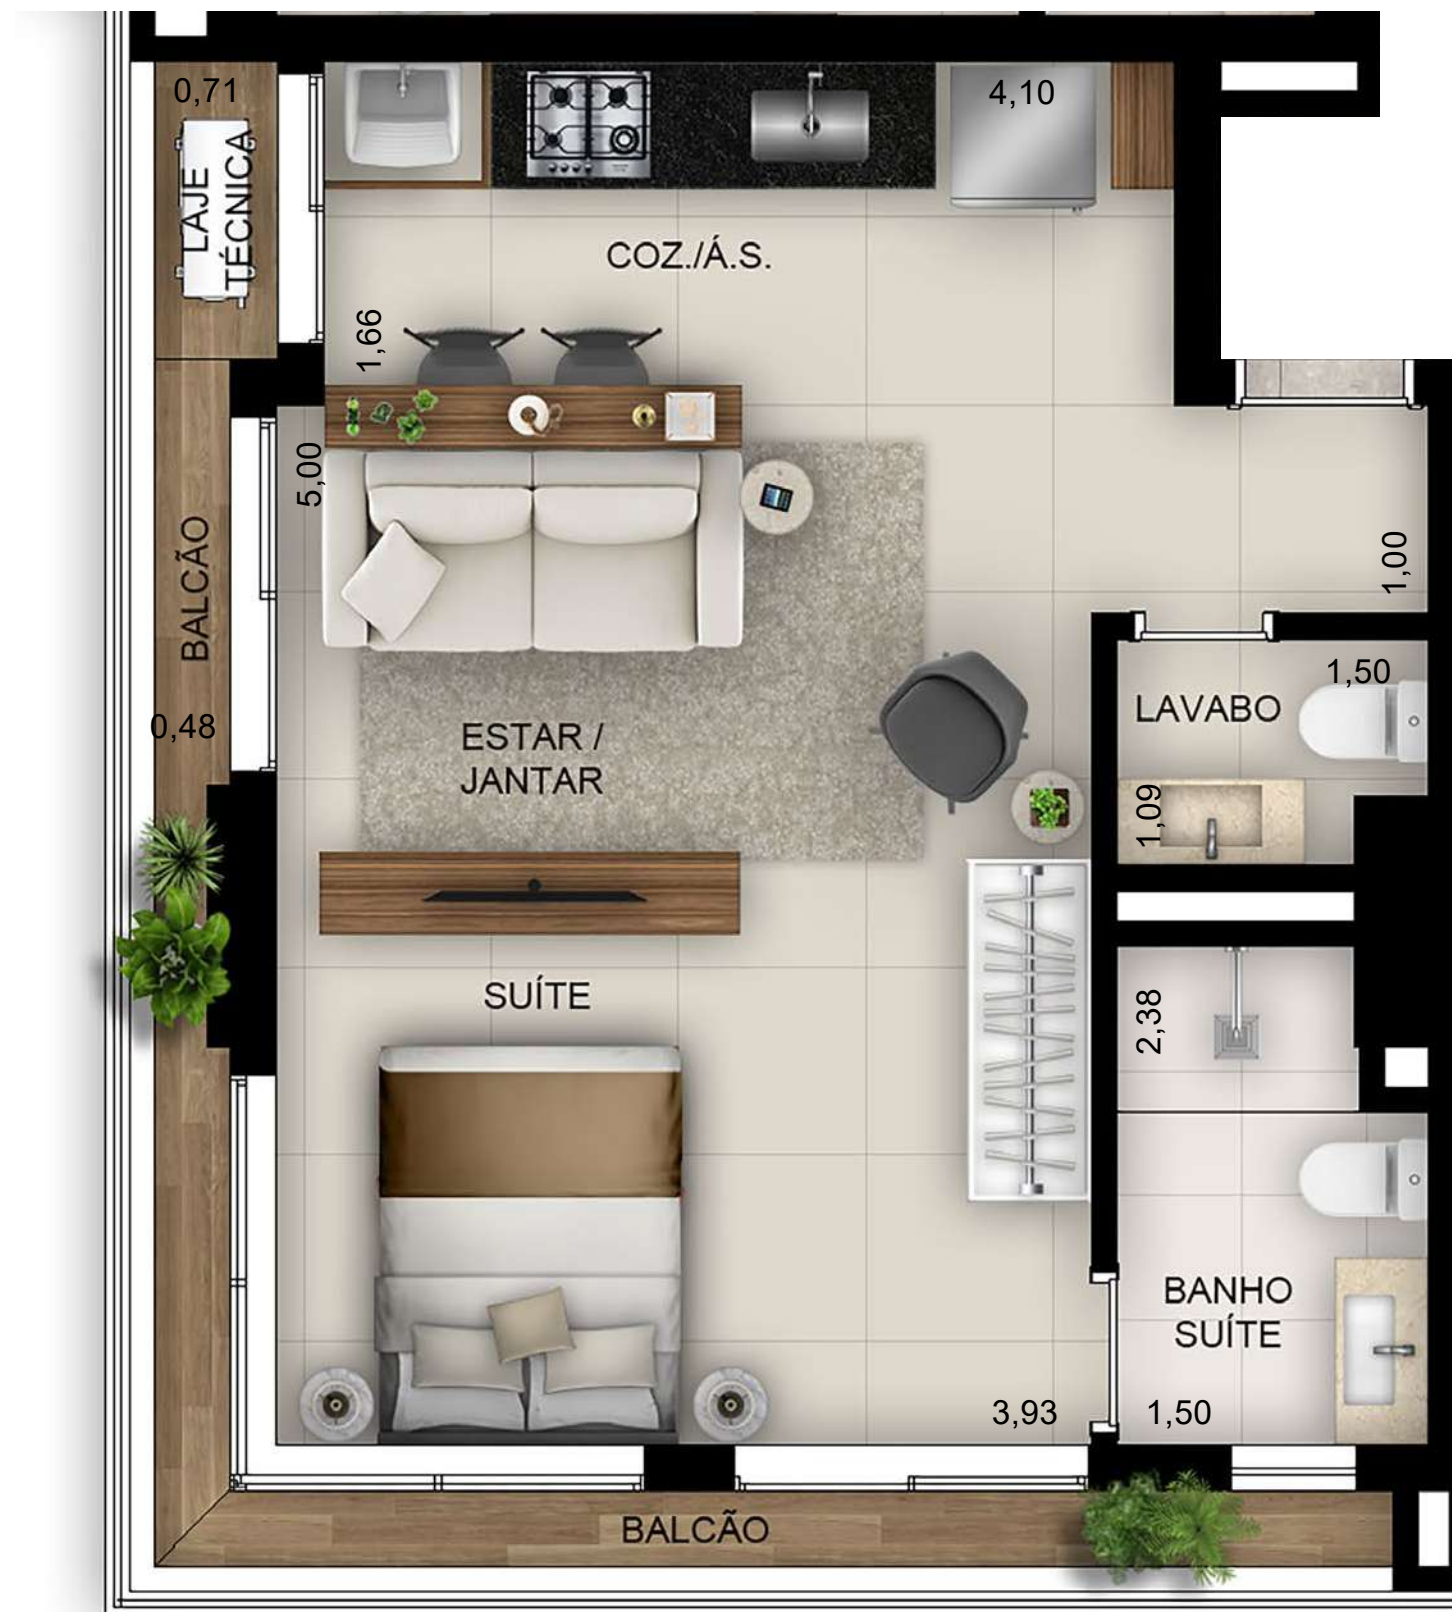 0,71
4,10
LAJE
TÉCNICA
COZ./Á.S.
1,66
5,00
BALCÃO
1,00
1,50
LAVABO
0,48
ESTAR /
JANTAR
1,09
SUÍTE
2,38
BANHO
SUÍTE
3,93
1,50
BALCÃO